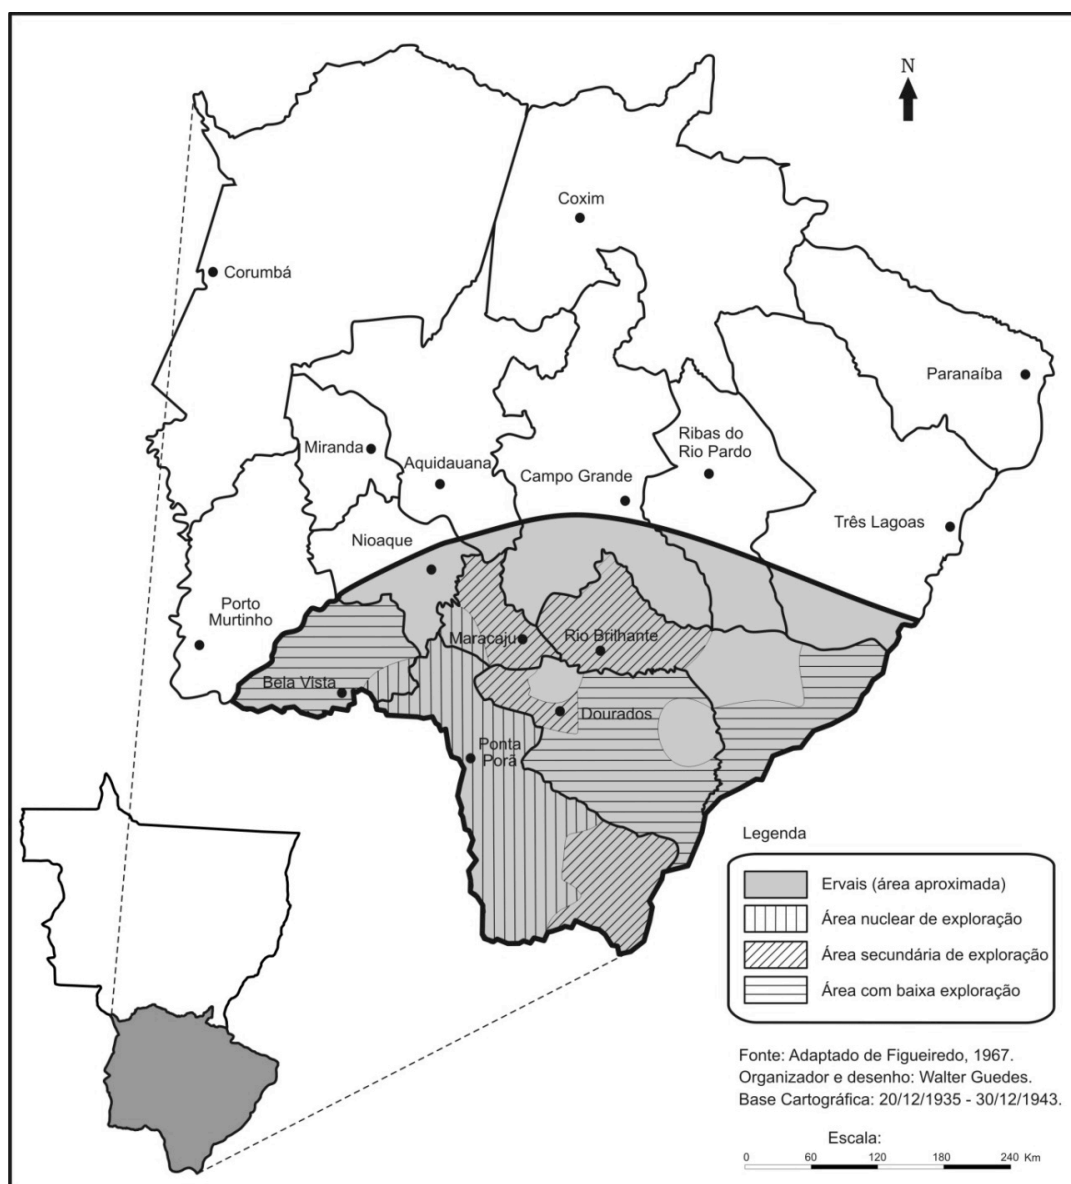 N
Coxim
Corumbá
Paranaíba
Ribas do
Rio Pardo
Miranda
Aquidauana
Campo Grande
Três Lagoas
Nioaque
Porto
Murtinho
Maracaju
Rio Brilhante
Bela Vista
Dourados
Ponta
Porã
Legenda
Ervais (área aproximada)
Área nuclear de exploração
Área secundária de exploração
Área com baixa exploração
Fonte: Adaptado de Figueiredo, 1967.
Organizador e desenho: Walter Guedes.
Base Cartográfica: 20/12/1935 - 30/12/1943.
Escala:
0 60 120 180 240 Km